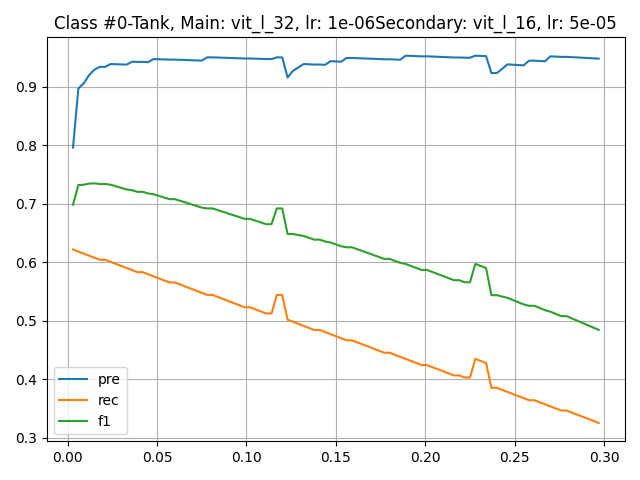 Class #0-Tank, Main: vit_l_32, lr: 1e-06Secondary: vit_l_16, lr: 5e-05
0.9
0.8
0.7
0.6
0.5
0.4
0.3
pre
rec
f1
0.00 0.05 0.10 0.15 0.20 0.25 0.30